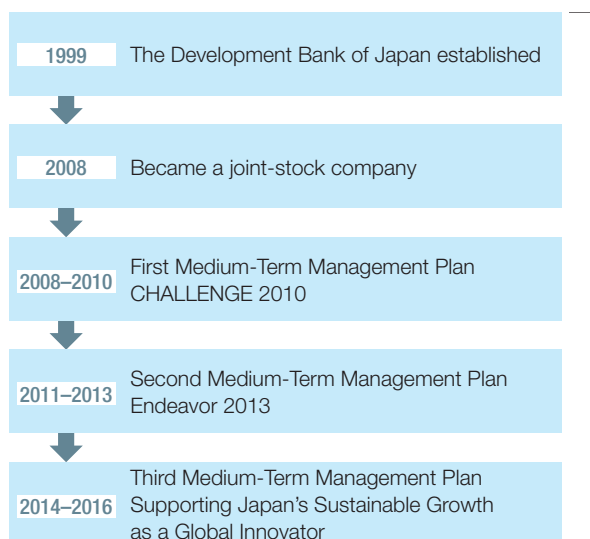 1999 The Development Bank of Japan established
2008 Became a joint-stock company
2008–2010 First Medium-Term Management Plan
CHALLENGE 2010
2011–2013 Second Medium-Term Management Plan
Endeavor 2013
2014–2016 Third Medium-Term Management Plan
Supporting Japan's Sustainable Growth
as a Global Innovator